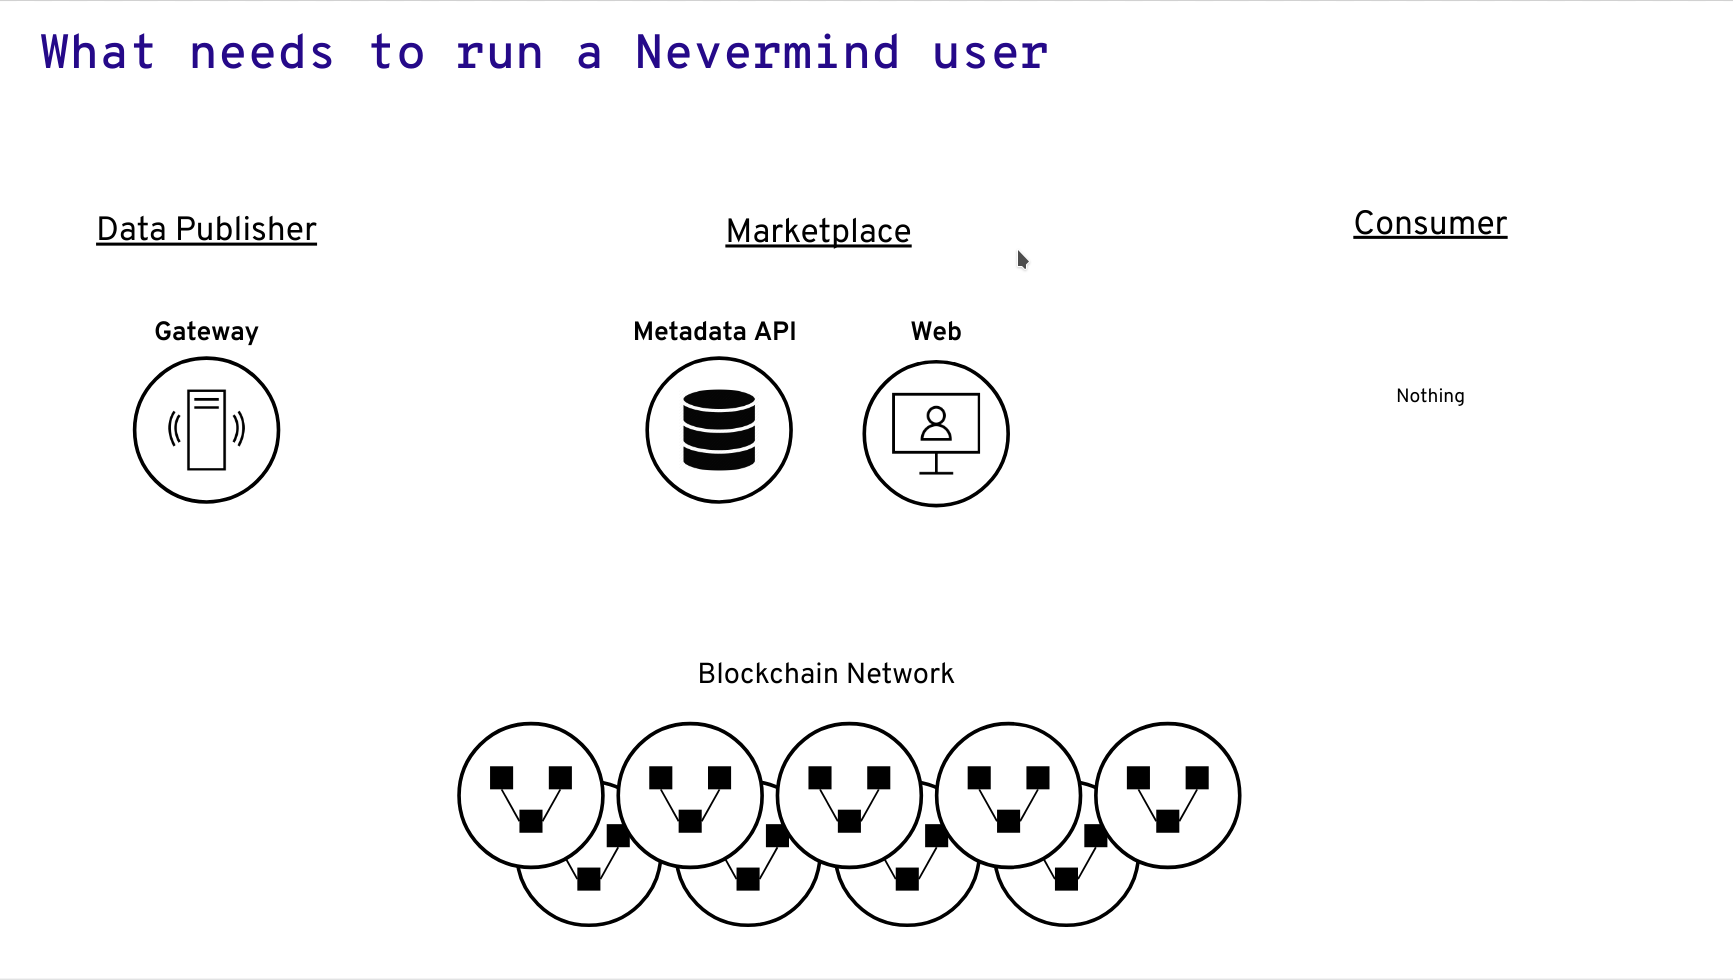 What needs to run a Nevermind user
Data Publisher
Marketplace
Consumer
Gateway
Metadata API
Web
Nothing
Blockchain Network